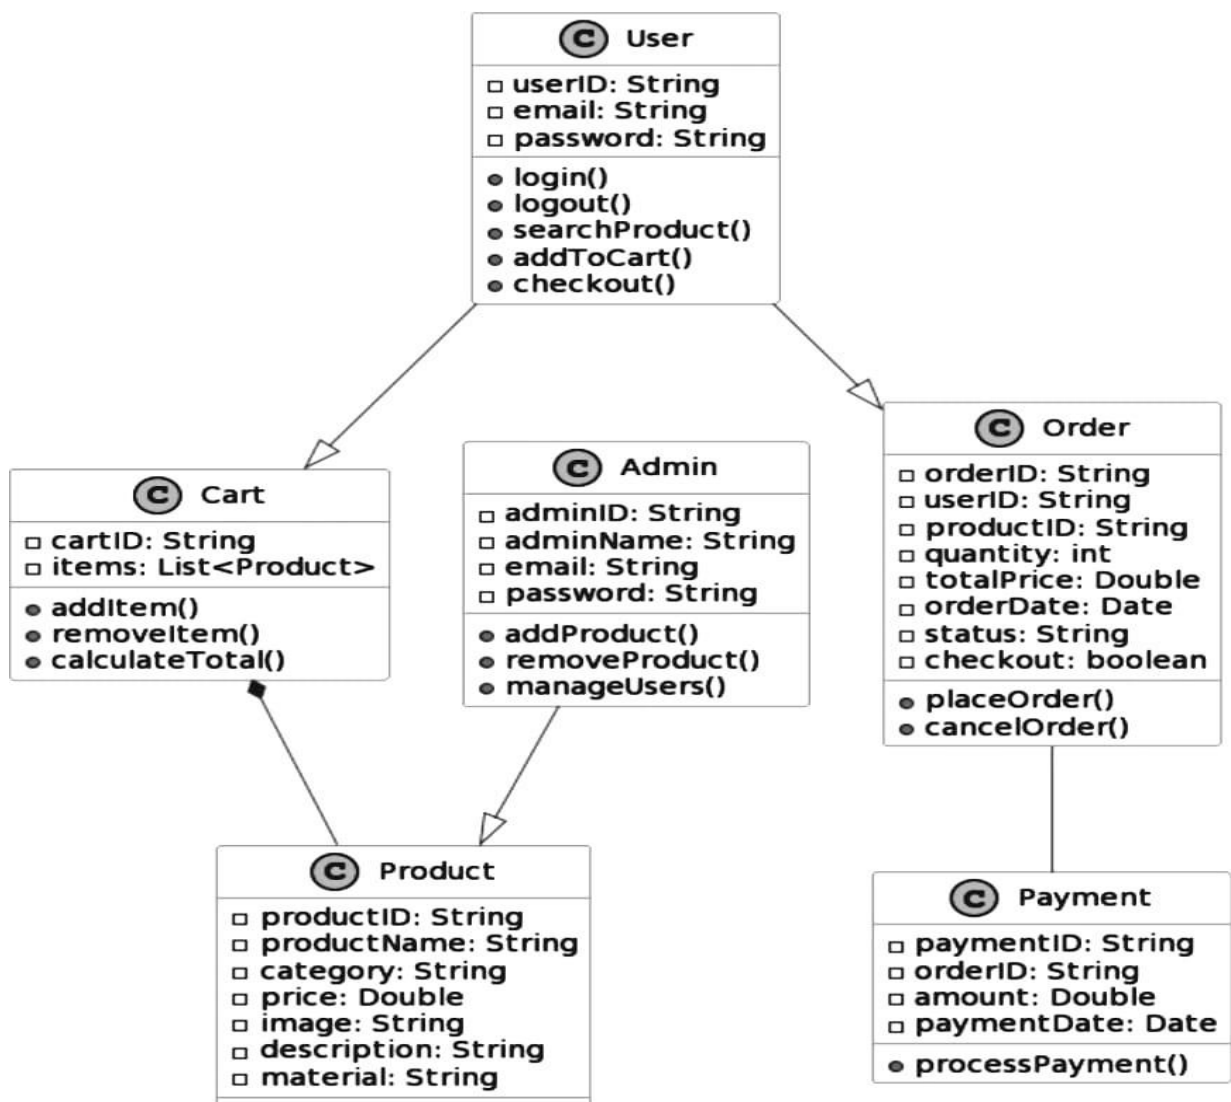 C User
userID: String
email: String
password: String
login()
logout()
searchProduct()
addToCart()
checkout()
C Cart
cartID: String
items: List<Product>
addItem()
removeItem()
calculateTotal()
C Admin
adminID: String
adminName: String
email: String
password: String
addProduct()
removeProduct()
manageUsers()
C Order
orderID: String
userID: String
productID: String
quantity: int
totalPrice: Double
orderDate: Date
status: String
checkout: boolean
placeOrder()
cancelOrder()
C Product
productID: String
productName: String
category: String
price: Double
image: String
description: String
material: String
C Payment
paymentID: String
orderID: String
amount: Double
paymentDate: Date
processPayment()